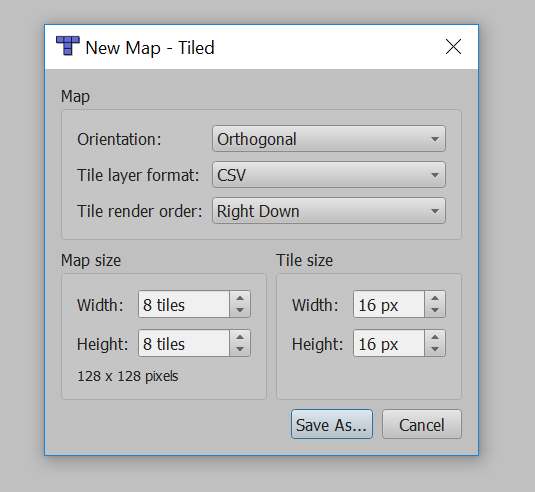 New Map - Tiled
Map
Orientation: Orthogonal
Tile layer format: CSV
Tile render order: Right Down
Map size
Width: 8 tiles
Height: 8 tiles
128 x 128 pixels
Tile size
Width: 16 px
Height: 16 px
Save As...
Cancel